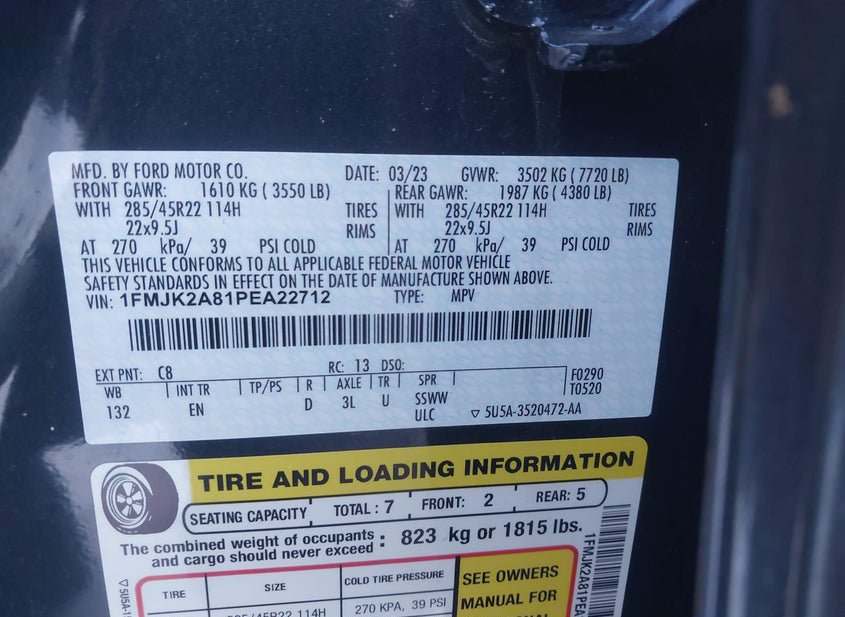 MFD. BY FORD MOTOR CO. DATE: 03/23 GVWR: 3502 KG ( 7720 LB)
FRONT GAWR: 1610 KG ( 3550 LB) REAR GAWR: 1987 KG ( 4380 LB)
WITH 285/45R22 114H TIRES WITH 285/45R22 114H TIRES
22x9.5J RIMS 22x9.5J RIMS
AT 270 kPa/ 39 PSI COLD AT 270 kPa/ 39 PSI COLD
THIS VEHICLE CONFORMS TO ALL APPLICABLE FEDERAL MOTOR VEHICLE
SAFETY STANDARDS IN EFFECT ON THE DATE OF MANUFACTURE SHOWN ABOVE.
VIN: 1FMJK2A81PEA22712 TYPE: MPV
EXT PNT: C8 RC: 13 DSO: F0290
WB INT TR TP/PS R AXLE TR SPR T0520
132 EN D 3L U SSWW
ULC 5U5A-3520472-AA
TIRE AND LOADING INFORMATION
SEATING CAPACITY TOTAL : 7 FRONT: 2 REAR: 5
The combined weight of occupants
and cargo should never exceed : 823 kg or 1815 lbs.
TIRE SIZE COLD TIRE PRESSURE SEE OWNERS
MANUAL FOR
285/45R22 114H 270 KPA, 39 PSI
1FMJK2A81PEA
5U5A-1